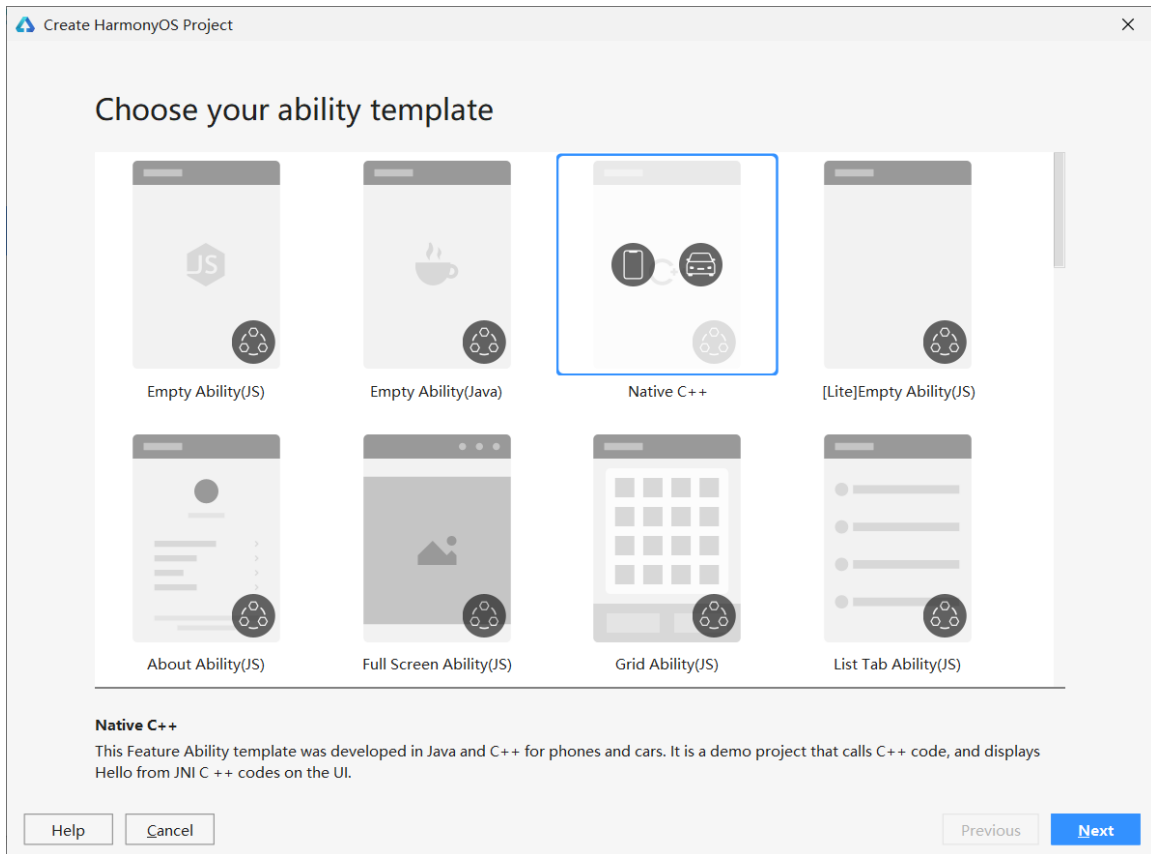 Create HarmonyOS Project
Choose your ability template
JS
Empty Ability(JS)
Empty Ability(Java)
Native C++
[Lite]Empty Ability(JS)
About Ability(JS)
Full Screen Ability(JS)
Grid Ability(JS)
List Tab Ability(JS)
Native C++
This Feature Ability template was developed in Java and C++ for phones and cars. It is a demo project that calls C++ code, and displays
Hello from JNI C ++ codes on the UI.
Help
Cancel
Previous
Next